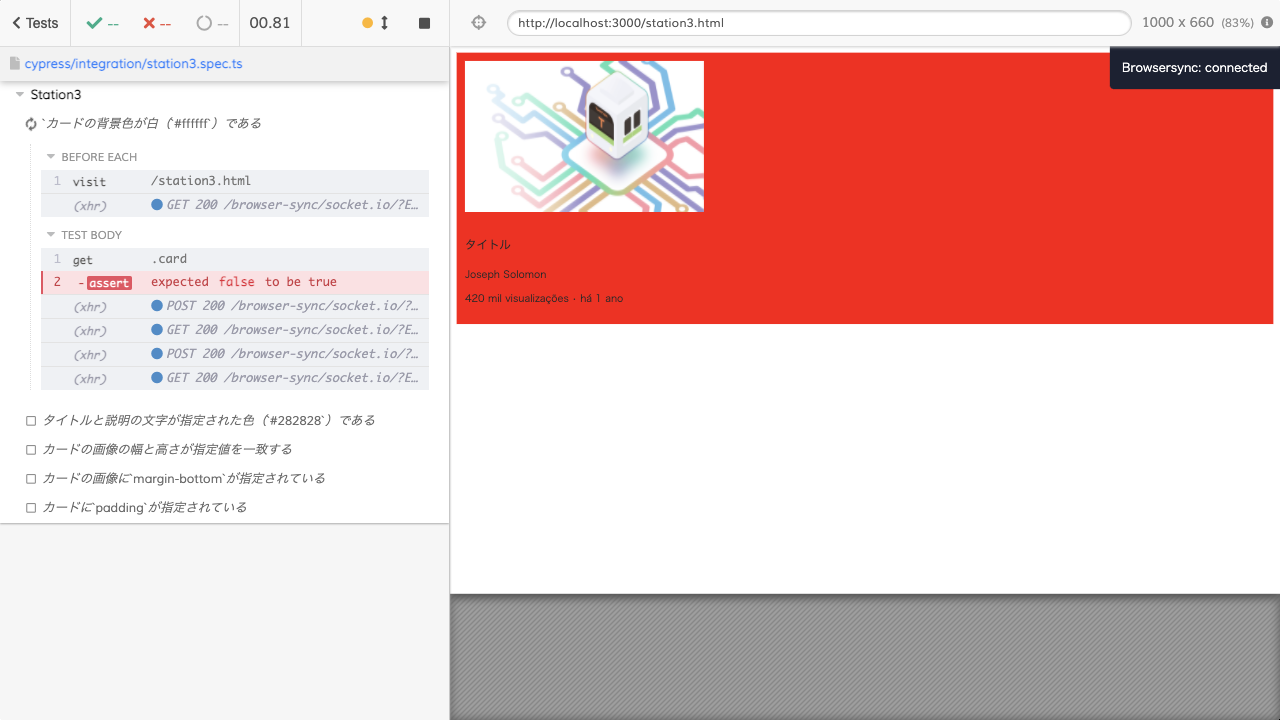 Tests
--
--
--
00.81
http://localhost:3000/station3.html
1000 x 660 (83%)
cypress/integration/station3.spec.ts
Browsersync: connected
Station3
`カードの背景色が白（`#ffffff`）である
BEFORE EACH
1 visit /station3.html
(xhr) GET 200 /browser-sync/socket.io/?E…
TEST BODY
1 get .card
2 -assert expected false to be true
(xhr) POST 200 /browser-sync/socket.io/?…
(xhr) GET 200 /browser-sync/socket.io/?E…
(xhr) POST 200 /browser-sync/socket.io/?…
(xhr) GET 200 /browser-sync/socket.io/?E…
タイトルと説明の文字が指定された色（`#282828`）である
カードの画像の幅と高さが指定値を一致する
カードの画像に`margin-bottom`が指定されている
カードに`padding`が指定されている
T
タイトル
Joseph Solomon
420 mil visualizações · há 1 ano